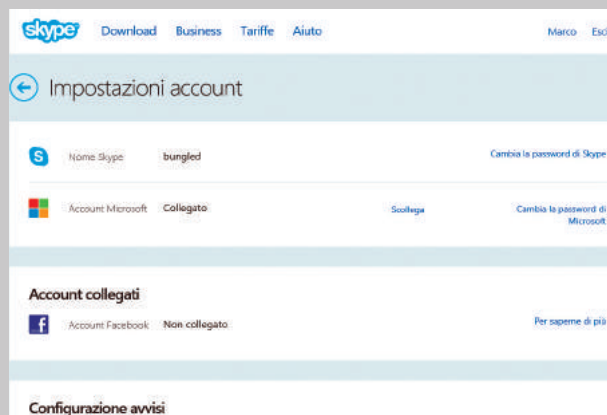 skype Download Business Tariffe Aiuto Marco
Impostazioni account
Nome Skype bungled Cambia la password di Skype
Account Microsoft Collegato Scollega Cambia la password di
Microsoft
Account collegati
Account Facebook Non collegato Per saperne di più
Configurazione avvisi